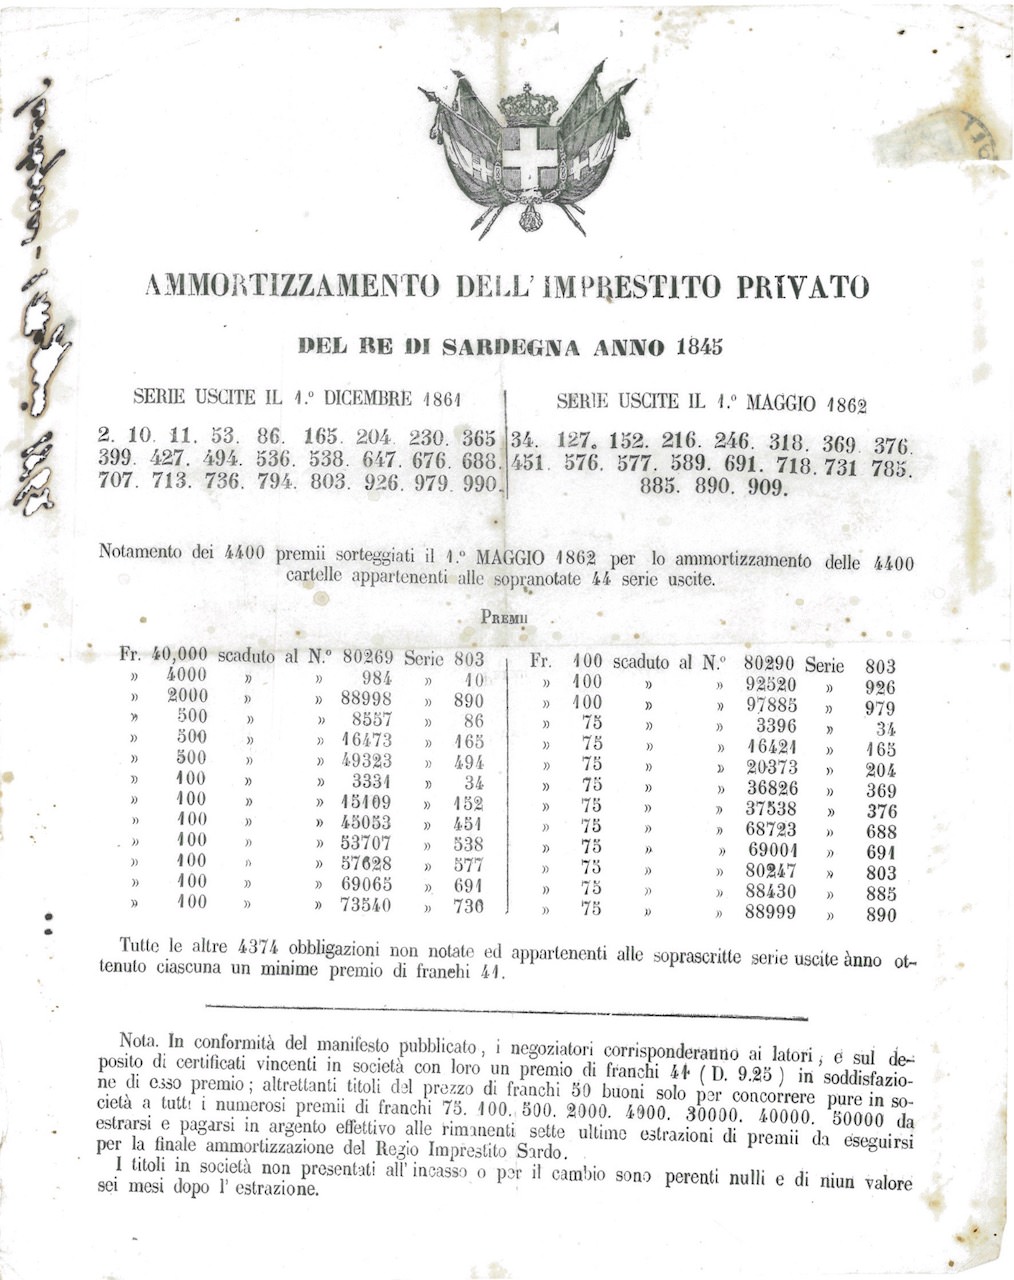 AMMORTIZZAMENTO DELL'IMPRESTITO PRIVATO
DEL RE DI SARDEGNA ANNO 1845
SERIE USCITE IL 1.º DICEMBRE 1861
2. 10. 11. 53. 86. 165. 204. 230. 365
399. 427. 494. 536. 538. 647. 676. 688.
707. 713. 736. 794. 803. 926. 979. 990.
SERIE USCITE IL 1.º MAGGIO 1862
34. 127. 152. 216. 246. 318. 369. 376.
451. 576. 577. 589. 691. 718. 731 785.
885. 890. 909.
Notamento dei 4400 premii sorteggiati il 1.º MAGGIO 1862 per lo ammortizzamento delle 4400
cartelle appartenenti alle sopranotate 44 serie uscite.
PREMII
Fr. 40,000 scaduto al N.º 80269 Serie 803
» 4000 » » 984 » 10
» 2000 » » 88998 » 890
» 500 » » 8557 » 86
» 500 » » 16473 » 165
» 500 » » 49323 » 494
» 100 » » 3331 » 34
» 100 » » 15109 » 152
» 100 » » 45053 » 451
» 100 » » 53707 » 538
» 100 » » 57628 » 577
» 100 » » 69065 » 691
» 100 » » 73540 » 736
Fr. 100 scaduto al N.º 80290 Serie 803
» 100 » » 92520 » 926
» 100 » » 97885 » 979
» 75 » » 3396 » 34
» 75 » » 16421 » 165
» 75 » » 20373 » 204
» 75 » » 36826 » 369
» 75 » » 37538 » 376
» 75 » » 68723 » 688
» 75 » » 69001 » 691
» 75 » » 80247 » 803
» 75 » » 88430 » 885
» 75 » » 88999 » 890
Tutte le altre 4374 obbligazioni non notate ed appartenenti alle soprascritte serie uscite ànno ot-
tenuto ciascuna un minime premio di franchi 41.
Nota. In conformità del manifesto pubblicato, i negoziatori corrisponderanno ai latori, e sul de-
posito di certificati vincenti in società con loro un premio di franchi 41 (D. 9.25) in soddisfazio-
ne di esso premio; altrettanti titoli del prezzo di franchi 50 buoni solo per concorrere pure in so-
cietà a tutti i numerosi premii di franchi 75. 100. 500. 2000. 4000. 30000. 40000. 50000 da
estrarsi e pagarsi in argento effettivo alle rimanenti sette ultime estrazioni di premii da eseguirsi
per la finale ammortizzazione del Regio Imprestito Sardo.
I titoli in società non presentati all'incasso o per il cambio sono perenti nulli e di niun valore
sei mesi dopo l'estrazione.